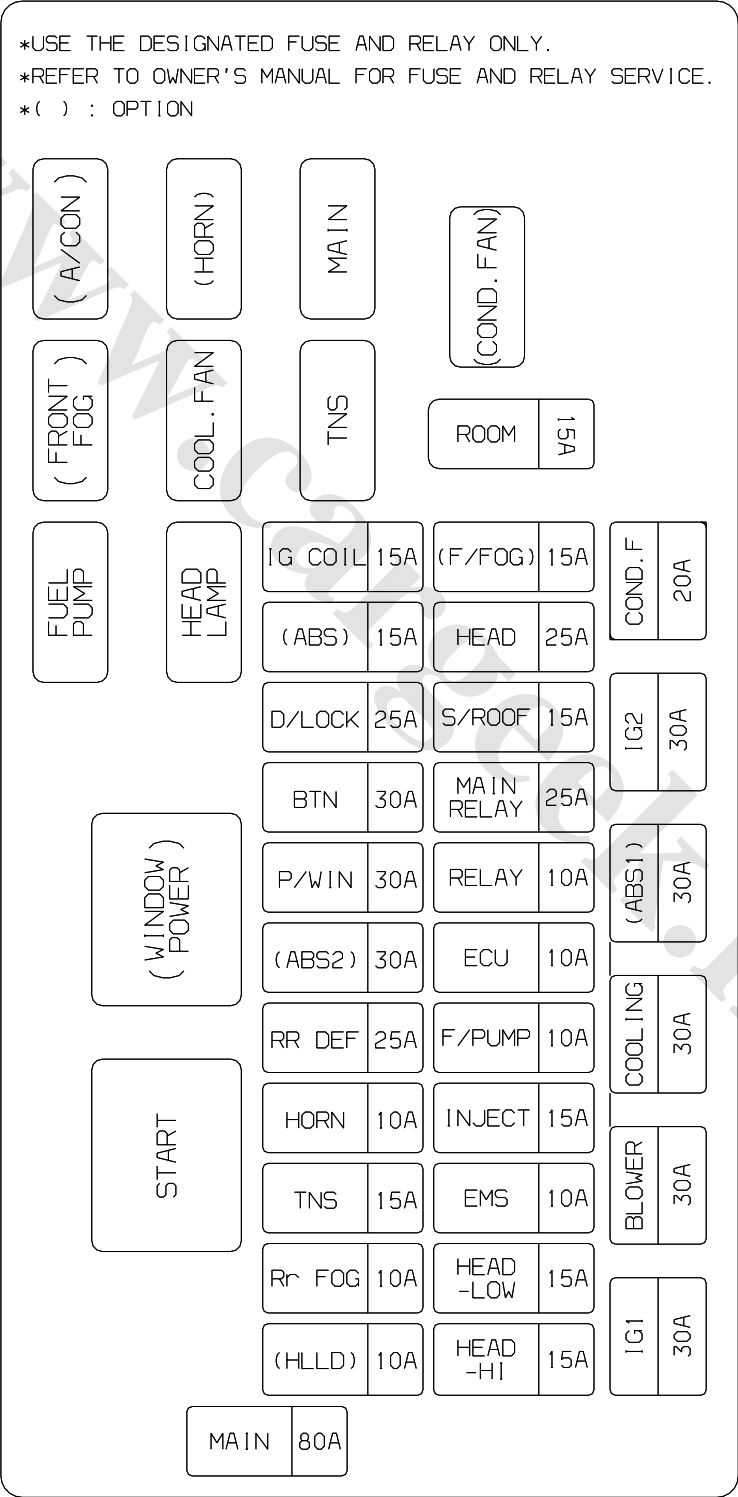 *USE THE DESIGNATED FUSE AND RELAY ONLY.
*REFER TO OWNER'S MANUAL FOR FUSE AND RELAY SERVICE.
*( ) : OPTION
( A/CON )
(HORN)
MAIN
(COND.FAN)
( FRONT
FOG )
COOL.FAN
TNS
ROOM 15A
FUEL
PUMP
HEAD
LAMP
IG COIL 15A
(F/FOG) 15A
COND.F 20A
(ABS) 15A
HEAD 25A
D/LOCK 25A
S/ROOF 15A
IG2 30A
BTN 30A
MAIN
RELAY 25A
( WINDOW
POWER )
P/WIN 30A
RELAY 10A
(ABS1) 30A
(ABS2) 30A
ECU 10A
RR DEF 25A
F/PUMP 10A
COOLING 30A
START
HORN 10A
INJECT 15A
TNS 15A
EMS 10A
BLOWER 30A
Rr FOG 10A
HEAD
-LOW 15A
(HLLD) 10A
HEAD
-HI 15A
IG1 30A
MAIN 80A
www.cargeek.